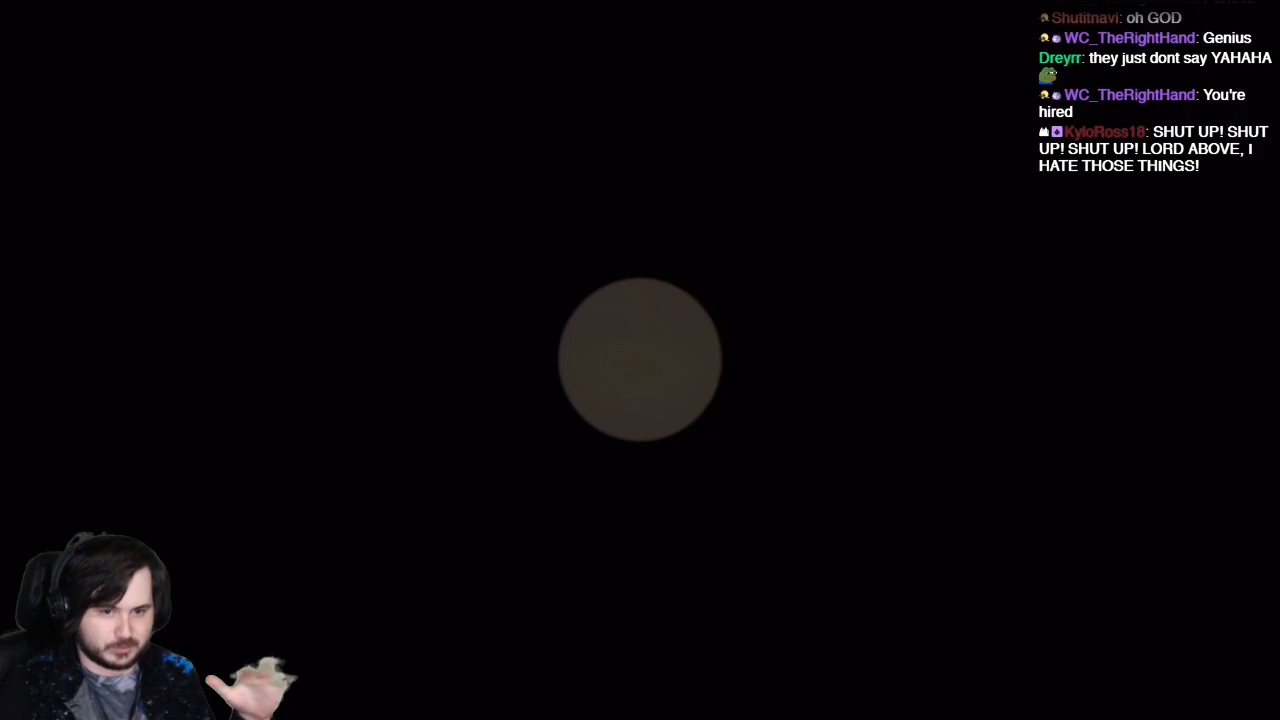 Shutitnavi: oh GOD
WC_TheRightHand: Genius
Dreyrr: they just dont say YAHAHA
WC_TheRightHand: You're
hired
KyloRoss18: SHUT UP! SHUT
UP! SHUT UP! LORD ABOVE, I
HATE THOSE THINGS!